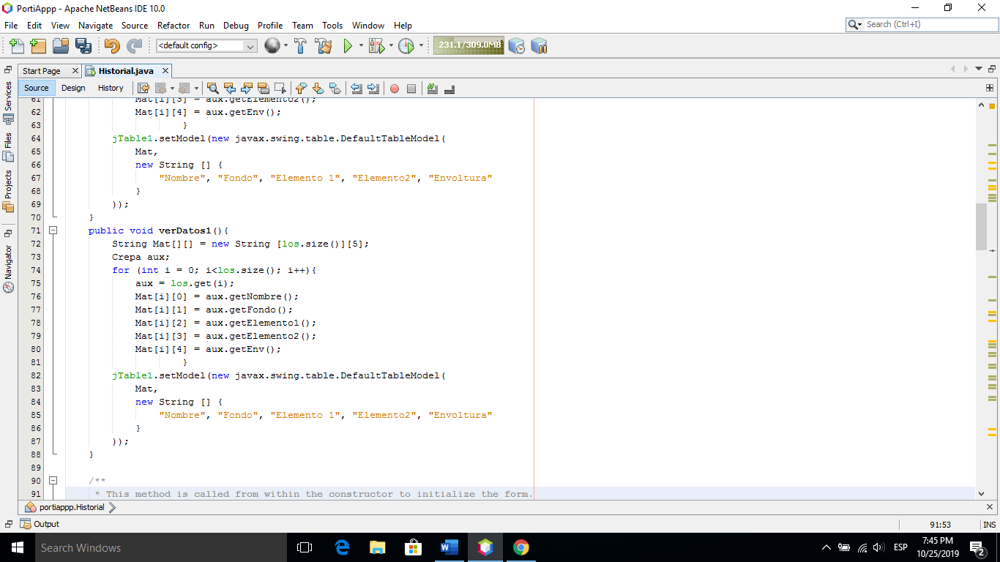 PortiAppp - Apache NetBeans IDE 10.0
File Edit View Navigate Source Refactor Run Debug Profile Team Tools Window Help
Search (Ctrl+I)
<default config>
231.1/309.0MB
Start Page
Historial.java
Source Design History
Services
Files
Projects
Navigator
61 Mat[i][3] = aux.getElemento2();
62 Mat[i][4] = aux.getEnv();
63 }
64 jTable1.setModel(new javax.swing.table.DefaultTableModel(
65 Mat,
66 new String [] {
67 "Nombre", "Fondo", "Elemento 1", "Elemento2", "Envoltura"
68 }
69 ));
70 }
71 public void verDatos1(){
72 String Mat[][] = new String [los.size()][5];
73 Crepa aux;
74 for (int i = 0; i<los.size(); i++){
75 aux = los.get(i);
76 Mat[i][0] = aux.getNombre();
77 Mat[i][1] = aux.getFondo();
78 Mat[i][2] = aux.getElemento1();
79 Mat[i][3] = aux.getElemento2();
80 Mat[i][4] = aux.getEnv();
81 }
82 jTable1.setModel(new javax.swing.table.DefaultTableModel(
83 Mat,
84 new String [] {
85 "Nombre", "Fondo", "Elemento 1", "Elemento2", "Envoltura"
86 }
87 ));
88 }
89
90 /**
91 * This method is called from within the constructor to initialize the form.
portiappp.Historial
Output
91:53 INS
Search Windows
ESP
7:45 PM
10/25/2019
2